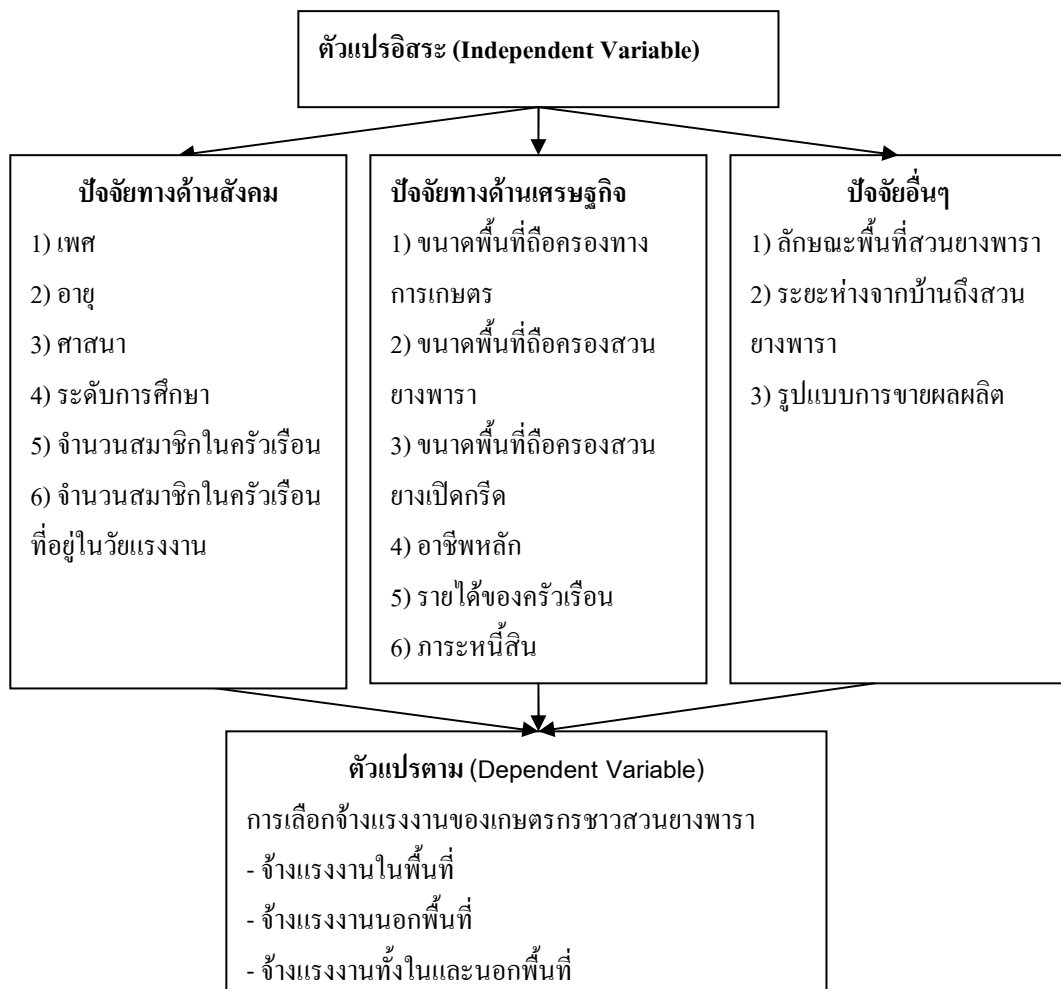 ตัวแปรอิสระ (Independent Variable)
ปัจจัยทางด้านสังคม
1) เพศ
2) อายุ
3) ศาสนา
4) ระดับการศึกษา
5) จำนวนสมาชิกในครัวเรือน
6) จำนวนสมาชิกในครัวเรือน
ที่อยู่ในวัยแรงงาน
ปัจจัยทางด้านเศรษฐกิจ
1) ขนาดพื้นที่ถือครองทาง
การเกษตร
2) ขนาดพื้นที่ถือครองสวน
ยางพารา
3) ขนาดพื้นที่ถือครองสวน
ยางเปิดกรีด
4) อาชีพหลัก
5) รายได้ของครัวเรือน
6) ภาระหนี้สิน
ปัจจัยอื่นๆ
1) ลักษณะพื้นที่สวนยางพารา
2) ระยะห่างจากบ้านถึงสวน
ยางพารา
3) รูปแบบการขายผลผลิต
ตัวแปรตาม (Dependent Variable)
การเลือกจ้างแรงงานของเกษตรกรชาวสวนยางพารา
- จ้างแรงงานในพื้นที่
- จ้างแรงงานนอกพื้นที่
- จ้างแรงงานทั้งในและนอกพื้นที่